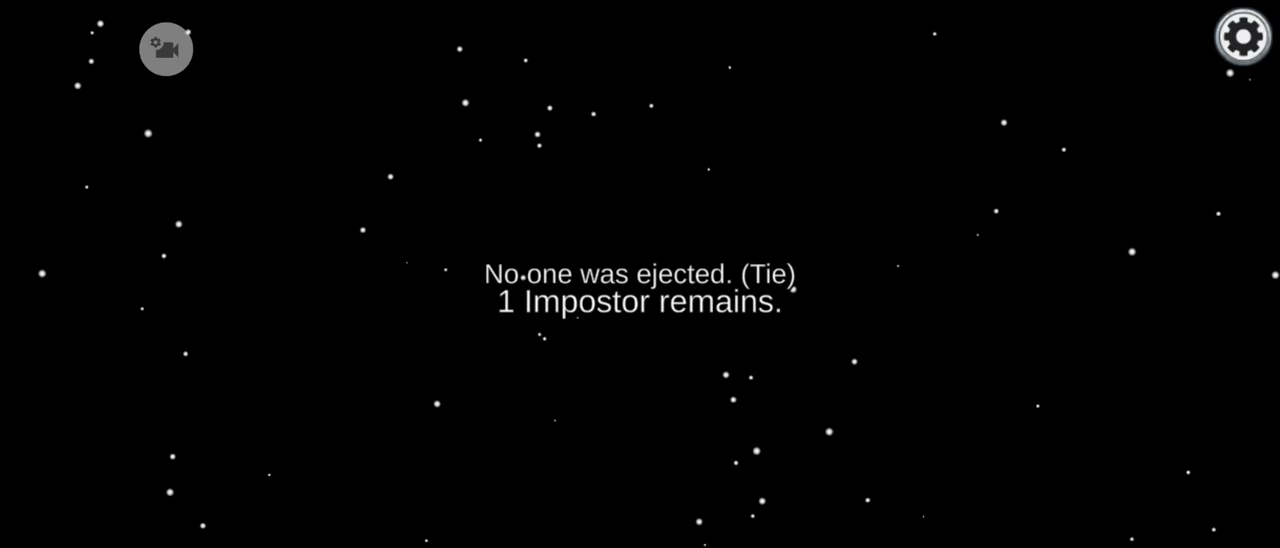 No one was ejected. (Tie)
1 Impostor remains.